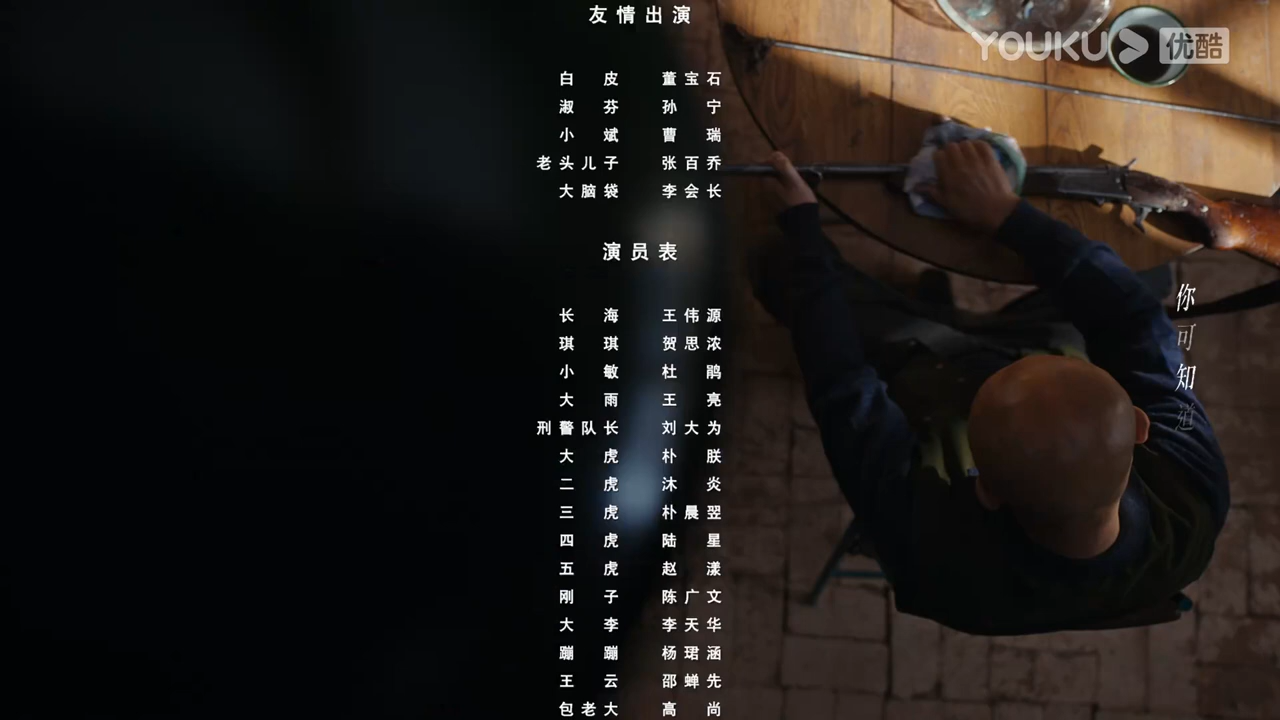 友情出演
白皮 董宝石
淑芬 孙宁
小斌 曹瑞
老头儿子 张百乔
大脑袋 李会长
演员表
长海 王伟源
琪琪 贺思浓
小敏 杜鹃
大雨 王亮
刑警队长 刘大为
大虎 朴朕
二虎 沐炎
三虎 朴晨翌
四虎 陆星
五虎 赵漾
刚子 陈广文
大李 李天华
蹦蹦 杨珺涵
王云 邵蝉先
包老大 高尚
YOUKU 优酷
你可知道